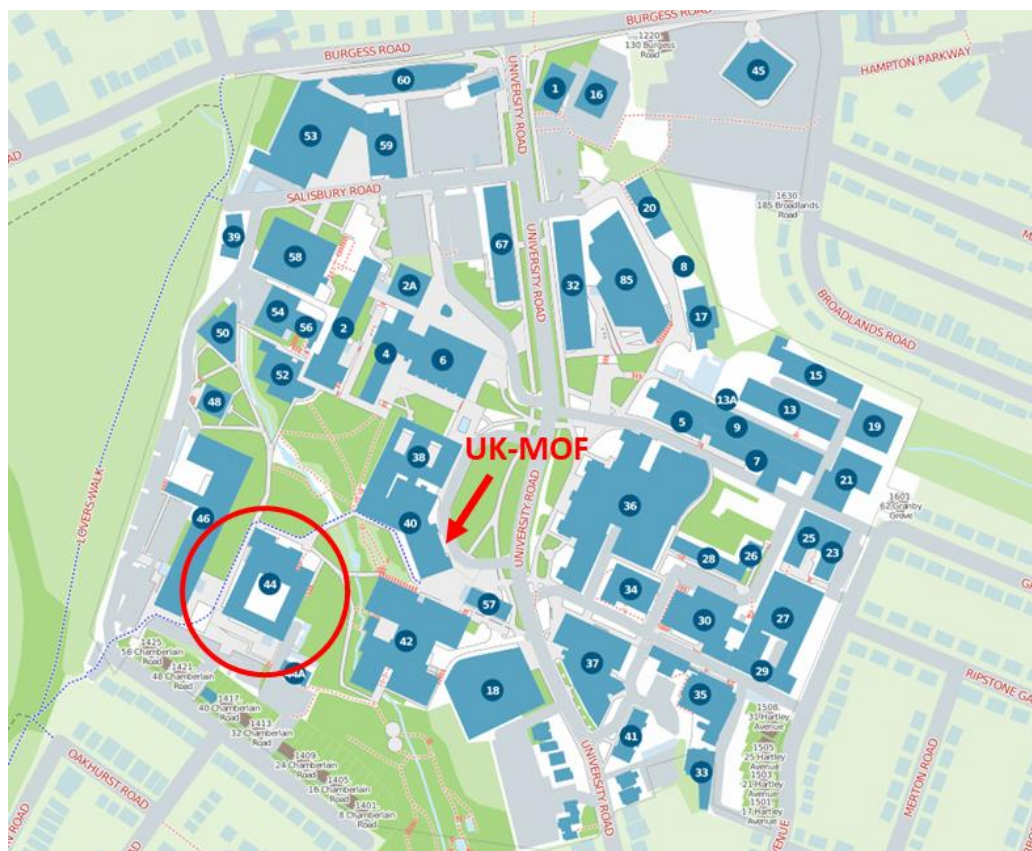 BURGESS ROAD
BURGESS ROAD
1220
130 Burgess
Road
HAMPTON PARKWAY
45
60
1
16
53
59
UNIVERSITY ROAD
SALISBURY ROAD
1630
185 Broadlands
Road
20
39
67
58
8
2A
32
85
UNIVERSITY ROAD
54
56
2
17
BROADLANDS ROAD
50
4
6
52
15
13A
13
48
5
9
19
38
UK-MOF
7
21
LOVERS WALK
46
40
36
UNIVERSITY ROAD
1601
62 Granby
Grove
25
23
28
26
44
34
57
30
27
42
1425
56 Chamberlain
Road
1421
48 Chamberlain
Road
1417
40 Chamberlain
Road
1413
32 Chamberlain
Road
1409
24 Chamberlain
Road
1405
16 Chamberlain
Road
1401
8 Chamberlain
Road
44A
37
29
18
35
RIPSTONE GA
1508
31 Hartley
Avenue
1505
25 Hartley
Avenue
1503
21 Hartley
Avenue
1501
17 Hartley
Avenue
41
33
OAKHURST ROAD
UNIVERSITY ROAD
MERTON ROAD
ENUE
N ROAD